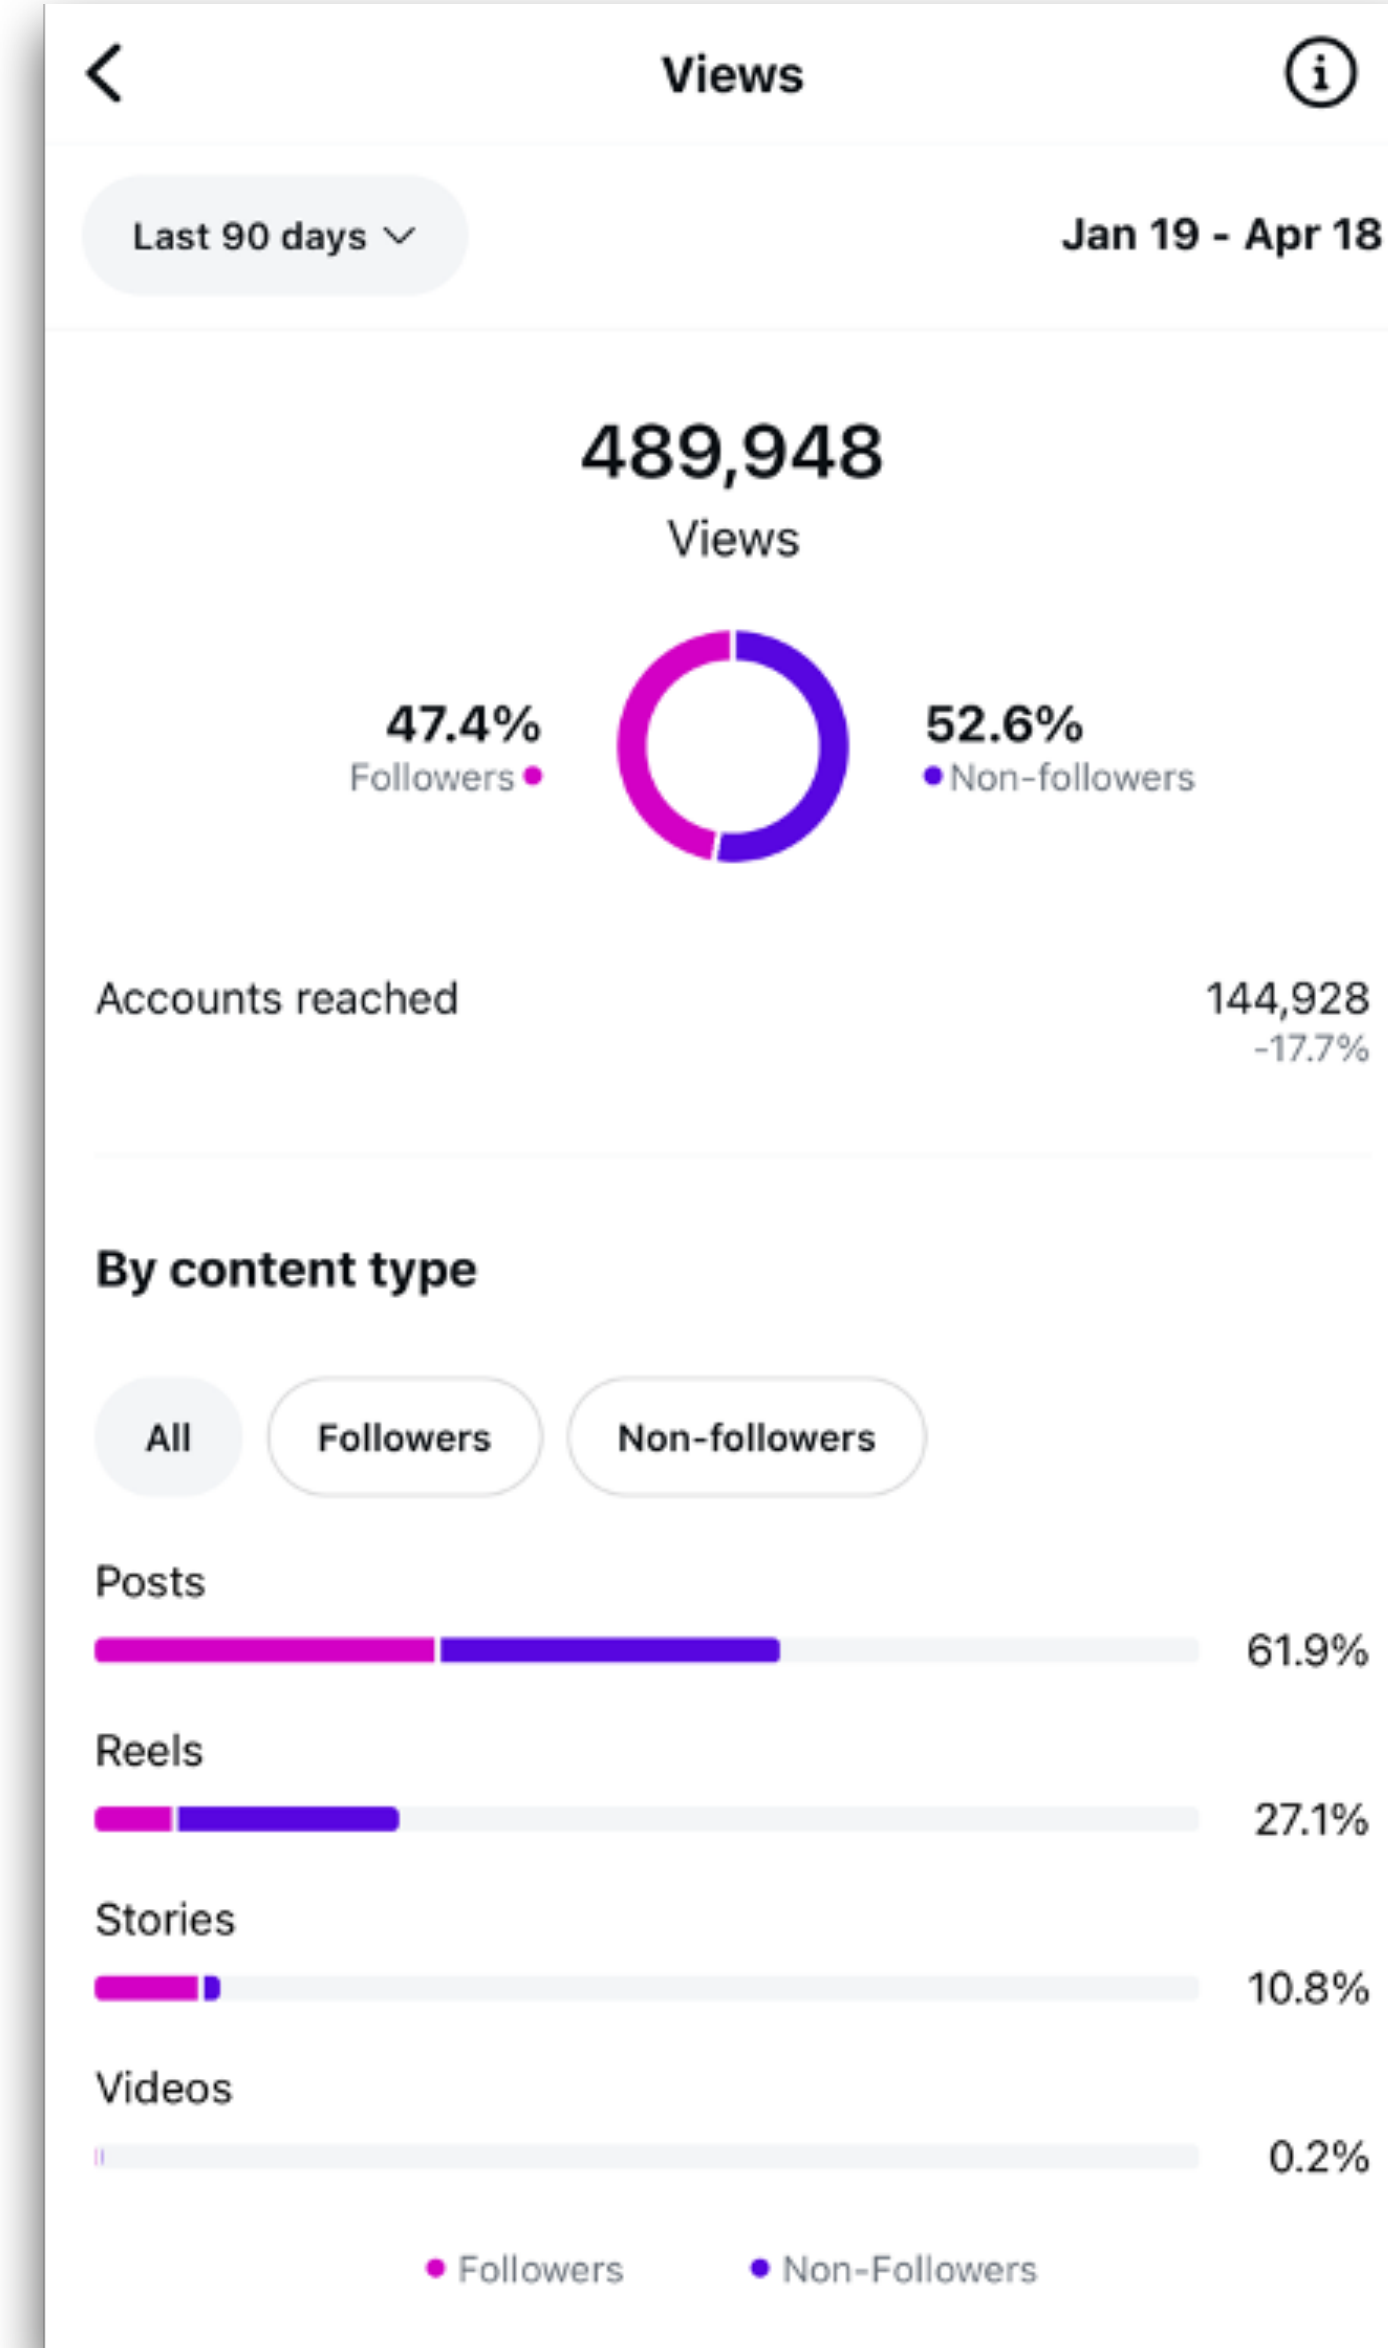 Views
Last 90 days
Jan 19 - Apr 18
489,948
Views
47.4%
Followers
52.6%
Non-followers
Accounts reached
144,928
-17.7%
By content type
All
Followers
Non-followers
Posts
61.9%
Reels
27.1%
Stories
10.8%
Videos
0.2%
Followers
Non-Followers